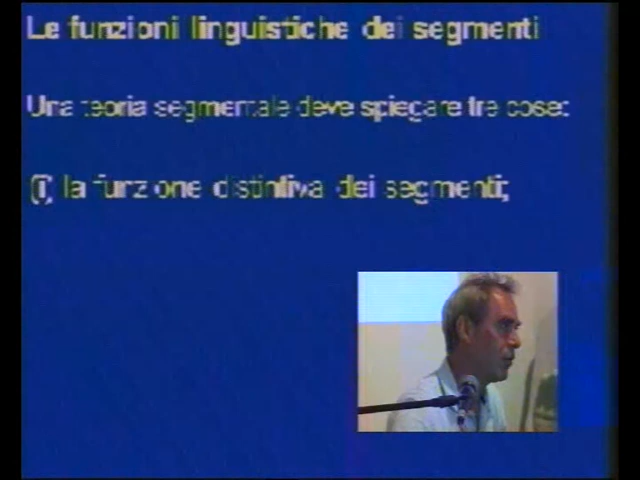 Le funzioni linguistiche dei segmenti
Una teoria segmentale deve spiegare tre cose:
(i) la funzione distintiva dei segmenti;